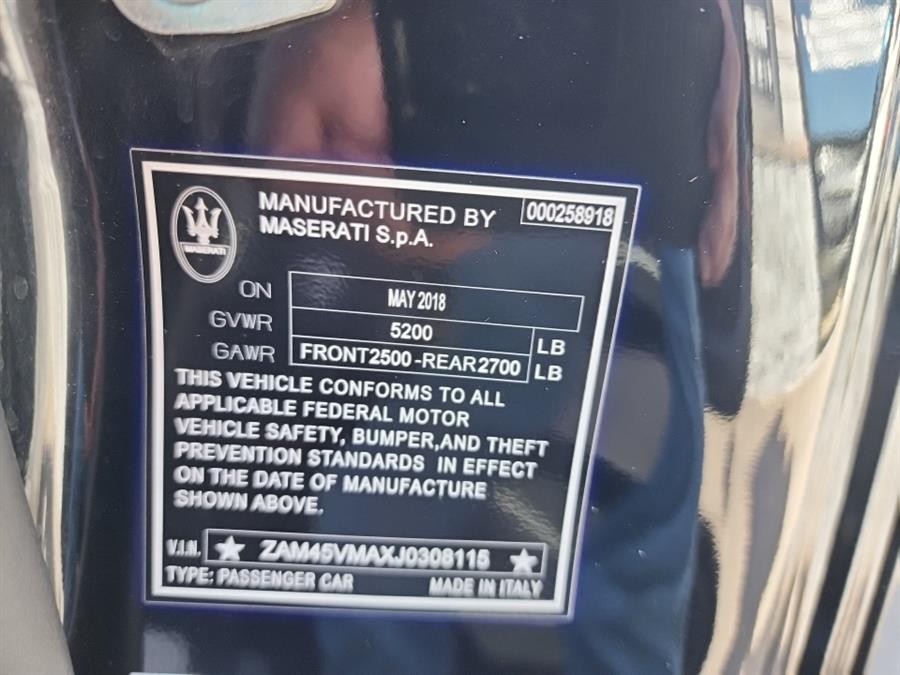 MASERATI
MANUFACTURED BY 000258918
MASERATI S.p.A.
ON MAY 2018
GVWR 5200 LB
GAWR FRONT2500-REAR2700 LB
THIS VEHICLE CONFORMS TO ALL
APPLICABLE FEDERAL MOTOR
VEHICLE SAFETY, BUMPER,AND THEFT
PREVENTION STANDARDS IN EFFECT
ON THE DATE OF MANUFACTURE
SHOWN ABOVE.
V.I.N. ★ ZAM45VMAXJ0308115 ★
TYPE: PASSENGER CAR MADE IN ITALY